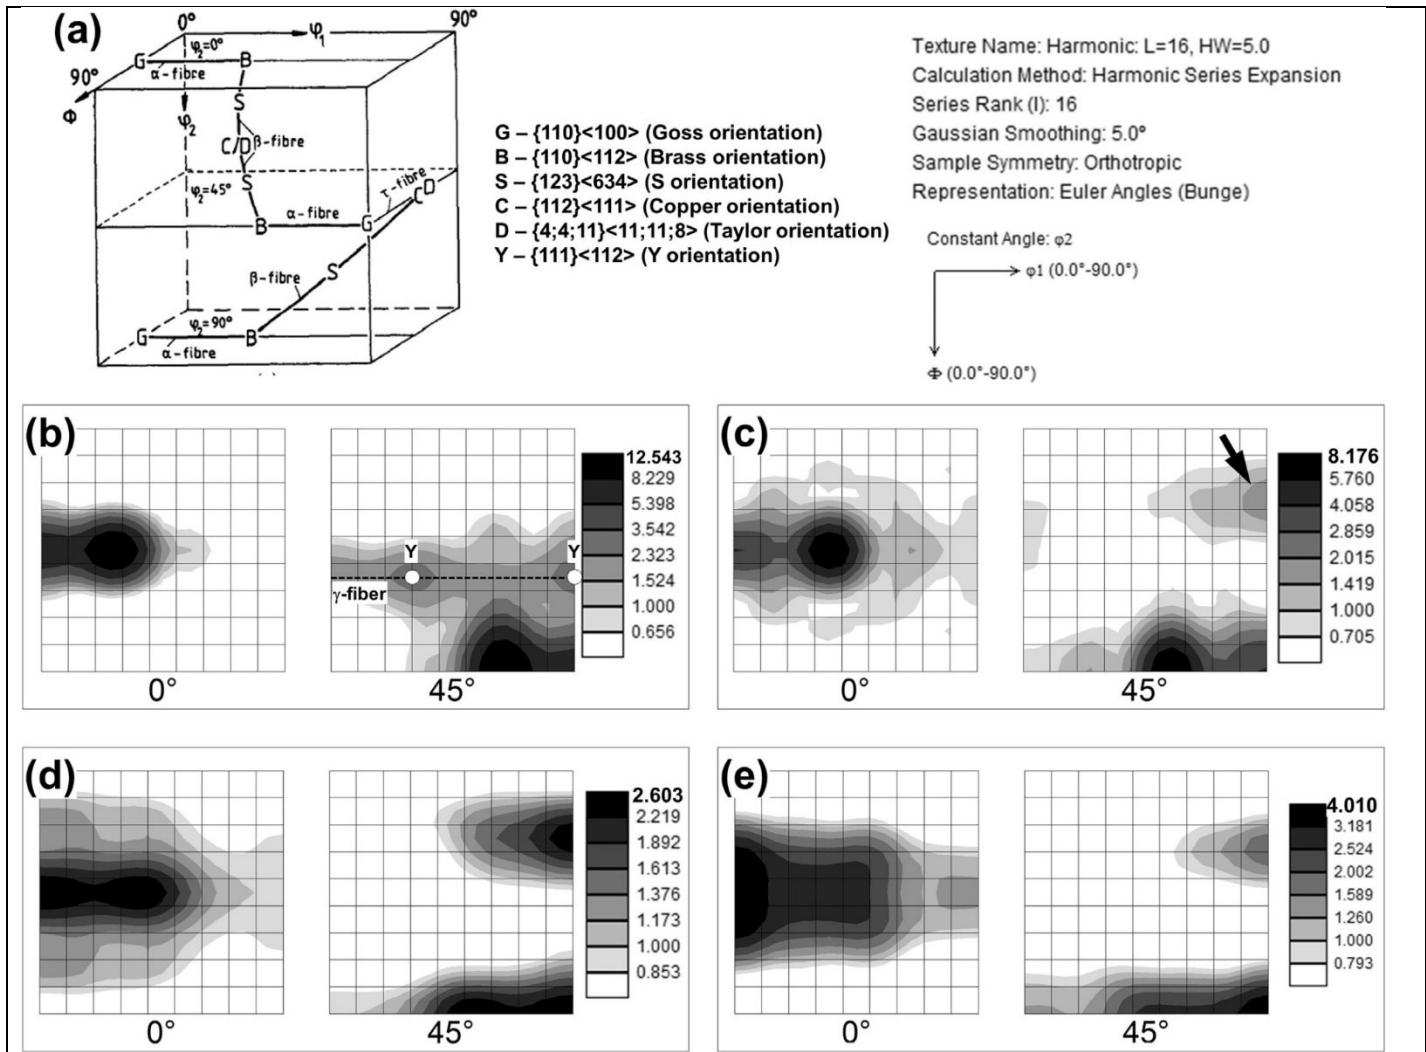 (a)
0°
φ₁
90°
φ₂=0°
G
B
α-fibre
90°
Φ
φ₂
S
C/D
β-fibre
S
φ₂=45°
τ-fibre
C D
B
α-fibre
G
S
β-fibre
φ₂=90°
G
B
α-fibre
G – {110}<100> (Goss orientation)
B – {110}<112> (Brass orientation)
S – {123}<634> (S orientation)
C – {112}<111> (Copper orientation)
D – {4;4;11}<11;11;8> (Taylor orientation)
Y – {111}<112> (Y orientation)
Texture Name: Harmonic: L=16, HW=5.0
Calculation Method: Harmonic Series Expansion
Series Rank (l): 16
Gaussian Smoothing: 5.0°
Sample Symmetry: Orthotropic
Representation: Euler Angles (Bunge)
Constant Angle: φ2
φ1 (0.0°-90.0°)
Φ (0.0°-90.0°)
(b)
Y
Y
γ-fiber
0°
45°
12.543
8.229
5.398
3.542
2.323
1.524
1.000
0.656
(c)
0°
45°
8.176
5.760
4.058
2.859
2.015
1.419
1.000
0.705
(d)
0°
45°
2.603
2.219
1.892
1.613
1.376
1.173
1.000
0.853
(e)
0°
45°
4.010
3.181
2.524
2.002
1.589
1.260
1.000
0.793